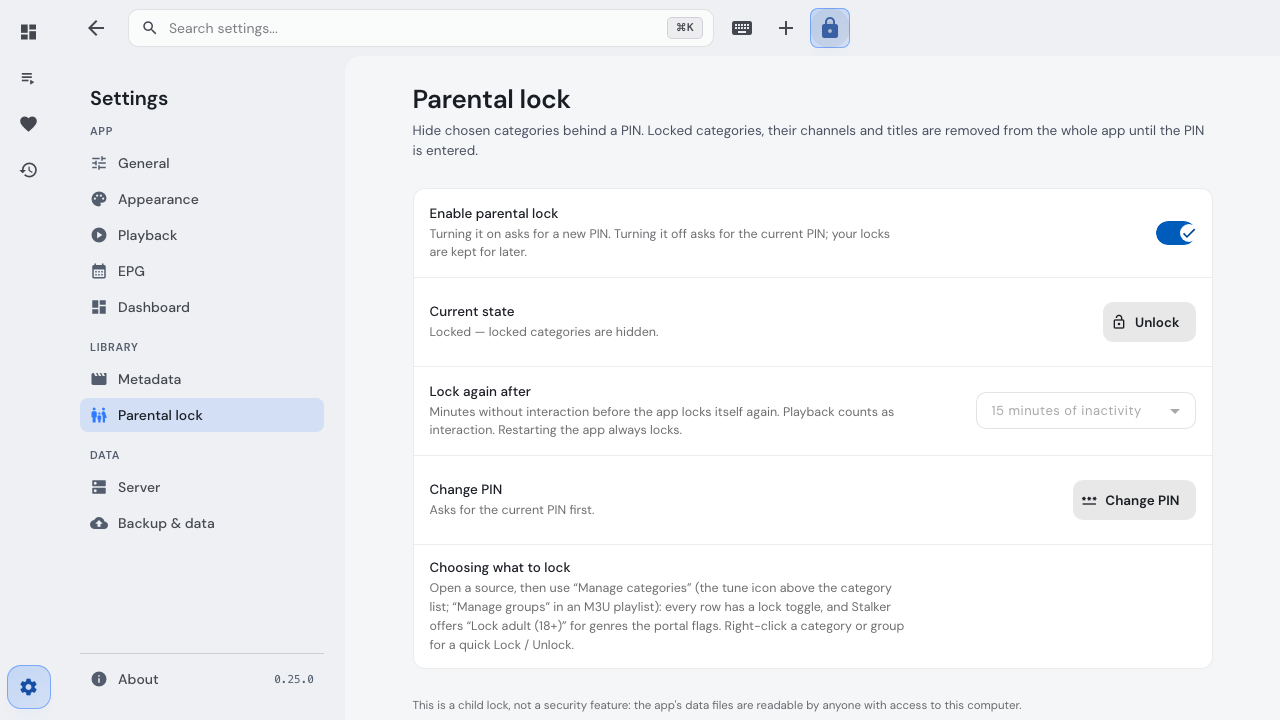 Search settings...
⌘K
Settings
APP
General
Appearance
Playback
EPG
Dashboard
LIBRARY
Metadata
Parental lock
DATA
Server
Backup & data
About
0.25.0
Parental lock
Hide chosen categories behind a PIN. Locked categories, their channels and titles are removed from the whole app until the PIN
is entered.
Enable parental lock
Turning it on asks for a new PIN. Turning it off asks for the current PIN; your locks
are kept for later.
Current state
Locked — locked categories are hidden.
Unlock
Lock again after
Minutes without interaction before the app locks itself again. Playback counts as
interaction. Restarting the app always locks.
15 minutes of inactivity
Change PIN
Asks for the current PIN first.
Change PIN
Choosing what to lock
Open a source, then use “Manage categories” (the tune icon above the category
list; “Manage groups” in an M3U playlist): every row has a lock toggle, and Stalker
offers “Lock adult (18+)” for genres the portal flags. Right-click a category or group
for a quick Lock / Unlock.
This is a child lock, not a security feature: the app's data files are readable by anyone with access to this computer.